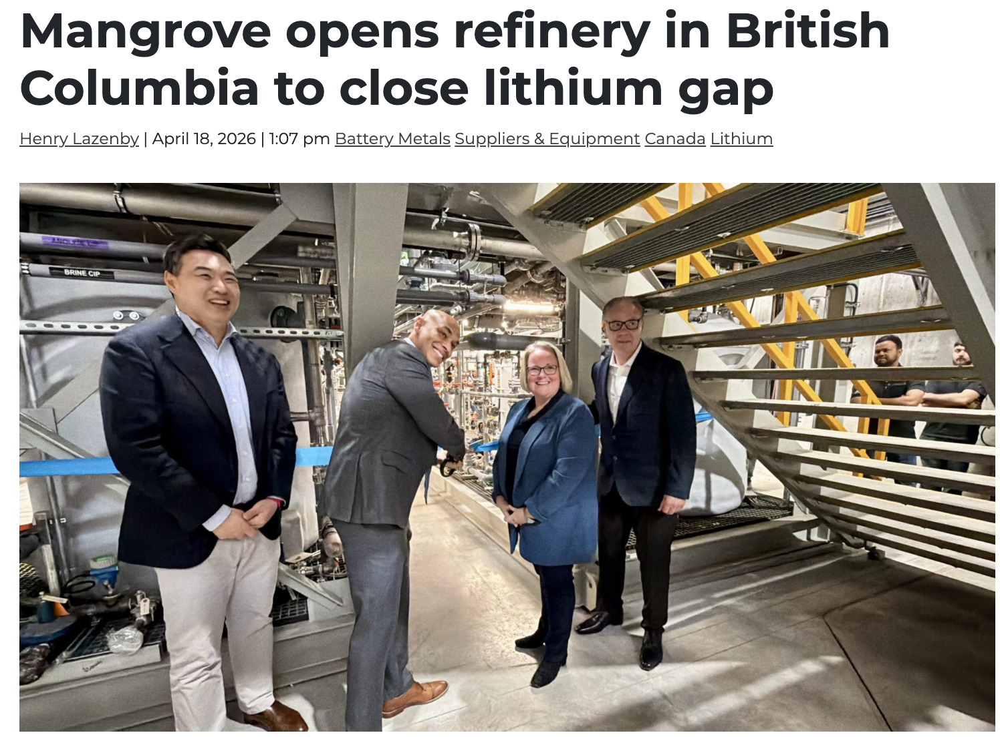 Mangrove opens refinery in British
Columbia to close lithium gap
Henry Lazenby | April 18, 2026 | 1:07 pm Battery Metals Suppliers & Equipment Canada Lithium
BRINE CIP